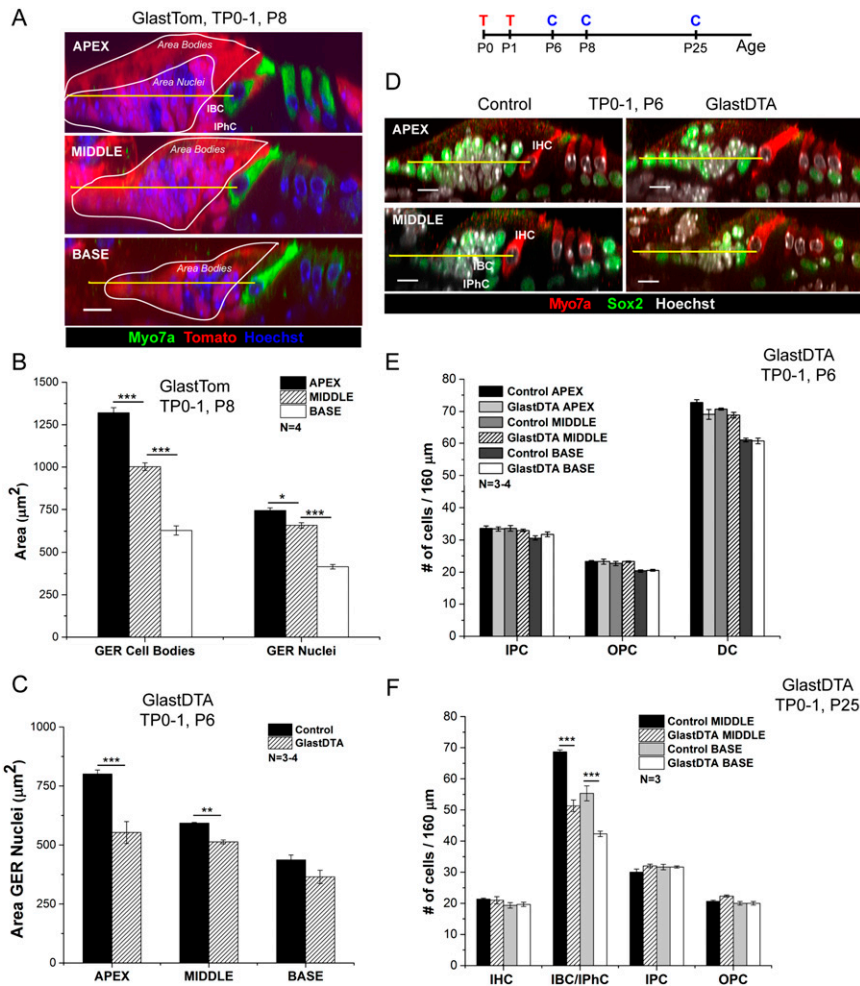 A
GlastTom, TP0-1, P8
APEX
Area Bodies
Area Nuclei
IBC
IPhC
MIDDLE
Area Bodies
BASE
Area Bodies
Myo7a Tomato Hoechst
T T C C C
P0 P1 P6 P8 P25 Age
D
Control TP0-1, P6 GlastDTA
APEX
IHC
MIDDLE
IHC
IBC
IPhC
Myo7a Sox2 Hoechst
B
GlastTom
TP0-1, P8
APEX
MIDDLE
BASE
N=4
*** *** * ***
Area (µm²)
1500
1250
1000
750
500
250
0
GER Cell Bodies GER Nuclei
C
GlastDTA
TP0-1, P6
Control
GlastDTA
N=3-4
*** **
Area GER Nuclei (µm²)
1000
750
500
250
0
APEX MIDDLE BASE
E
GlastDTA
TP0-1, P6
Control APEX
GlastDTA APEX
Control MIDDLE
GlastDTA MIDDLE
Control BASE
GlastDTA BASE
N=3-4
# of cells / 160 µm
80
70
60
50
40
30
20
10
0
IPC OPC DC
F
GlastDTA
TP0-1, P25
Control MIDDLE
GlastDTA MIDDLE
Control BASE
GlastDTA BASE
N=3
*** ***
# of cells / 160 µm
80
70
60
50
40
30
20
10
0
IHC IBC/IPhC IPC OPC